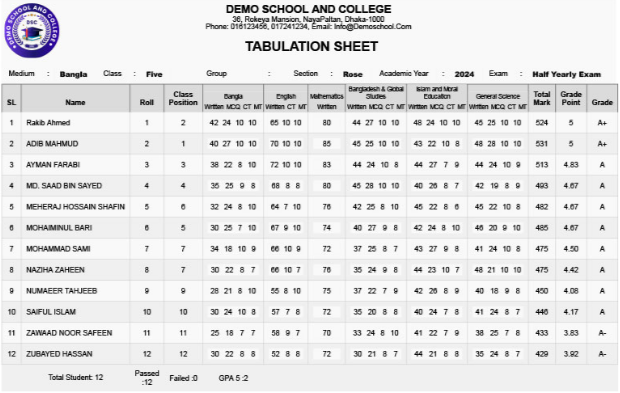 DEMO SCHOOL AND COLLEGE
36, Rokeya Mansion, NayaPaltan, Dhaka-1000
Phone: 016123456, 017241234, Email: Info@Demoschool.Com
DEMO SCHOOL AND COLLEGE
DSC
TABULATION SHEET
Medium : Bangla Class : Five Group : Section : Rose Academic Year : 2024 Exam : Half Yearly Exam
SL Name Roll Class Position Bangla English Mathematics Bangladesh & Global Studies Islam and Moral Education General Science Total Mark Grade Point Grade
Written MCQ CT MT Written CT MT Written Written MCQ CT MT Written MCQ CT MT Written MCQ CT MT
1 Rakib Ahmed 1 2 42 24 10 10 65 10 10 80 44 27 10 10 48 24 10 10 45 25 10 10 524 5 A+
2 ADIB MAHMUD 2 1 40 27 10 10 70 10 10 85 45 25 10 10 43 22 10 8 45 28 10 10 531 5 A+
3 AYMAN FARABI 3 3 38 22 8 10 72 10 10 83 44 24 10 8 44 27 7 9 44 24 10 9 513 4.83 A
4 MD. SAAD BIN SAYED 4 4 35 25 9 8 68 8 8 80 45 28 10 10 40 26 8 7 42 19 8 9 493 4.67 A
5 MEHERAJ HOSSAIN SHAFIN 5 6 32 24 8 10 64 7 10 76 42 25 8 10 45 22 8 6 45 22 10 8 482 4.67 A
6 MOHAIMINUL BARI 6 5 30 25 7 10 67 9 10 74 40 27 9 8 42 24 8 10 46 20 9 10 485 4.67 A
7 MOHAMMAD SAMI 7 7 34 18 10 9 66 10 9 72 37 25 8 7 43 27 9 8 41 24 10 8 475 4.50 A
8 NAZIHA ZAHEEN 8 7 30 22 8 7 66 10 7 76 35 24 9 8 44 23 10 7 48 21 10 10 475 4.42 A
9 NUMAEER TAHJEEB 9 9 28 21 8 10 55 8 10 75 37 22 7 9 42 26 8 9 40 18 9 8 450 4.08 A
10 SAIFUL ISLAM 10 10 30 24 10 8 57 7 8 72 35 20 8 8 40 24 7 8 41 24 8 7 446 4.17 A
11 ZAWAAD NOOR SAFEEN 11 11 25 18 7 7 58 9 7 70 33 24 8 10 41 22 7 9 38 25 7 8 433 3.83 A-
12 ZUBAYED HASSAN 12 12 30 22 8 8 52 8 8 72 30 21 8 7 44 21 8 8 35 24 8 7 429 3.92 A-
Total Student: 12 Passed :12 Failed :0 GPA 5 :2